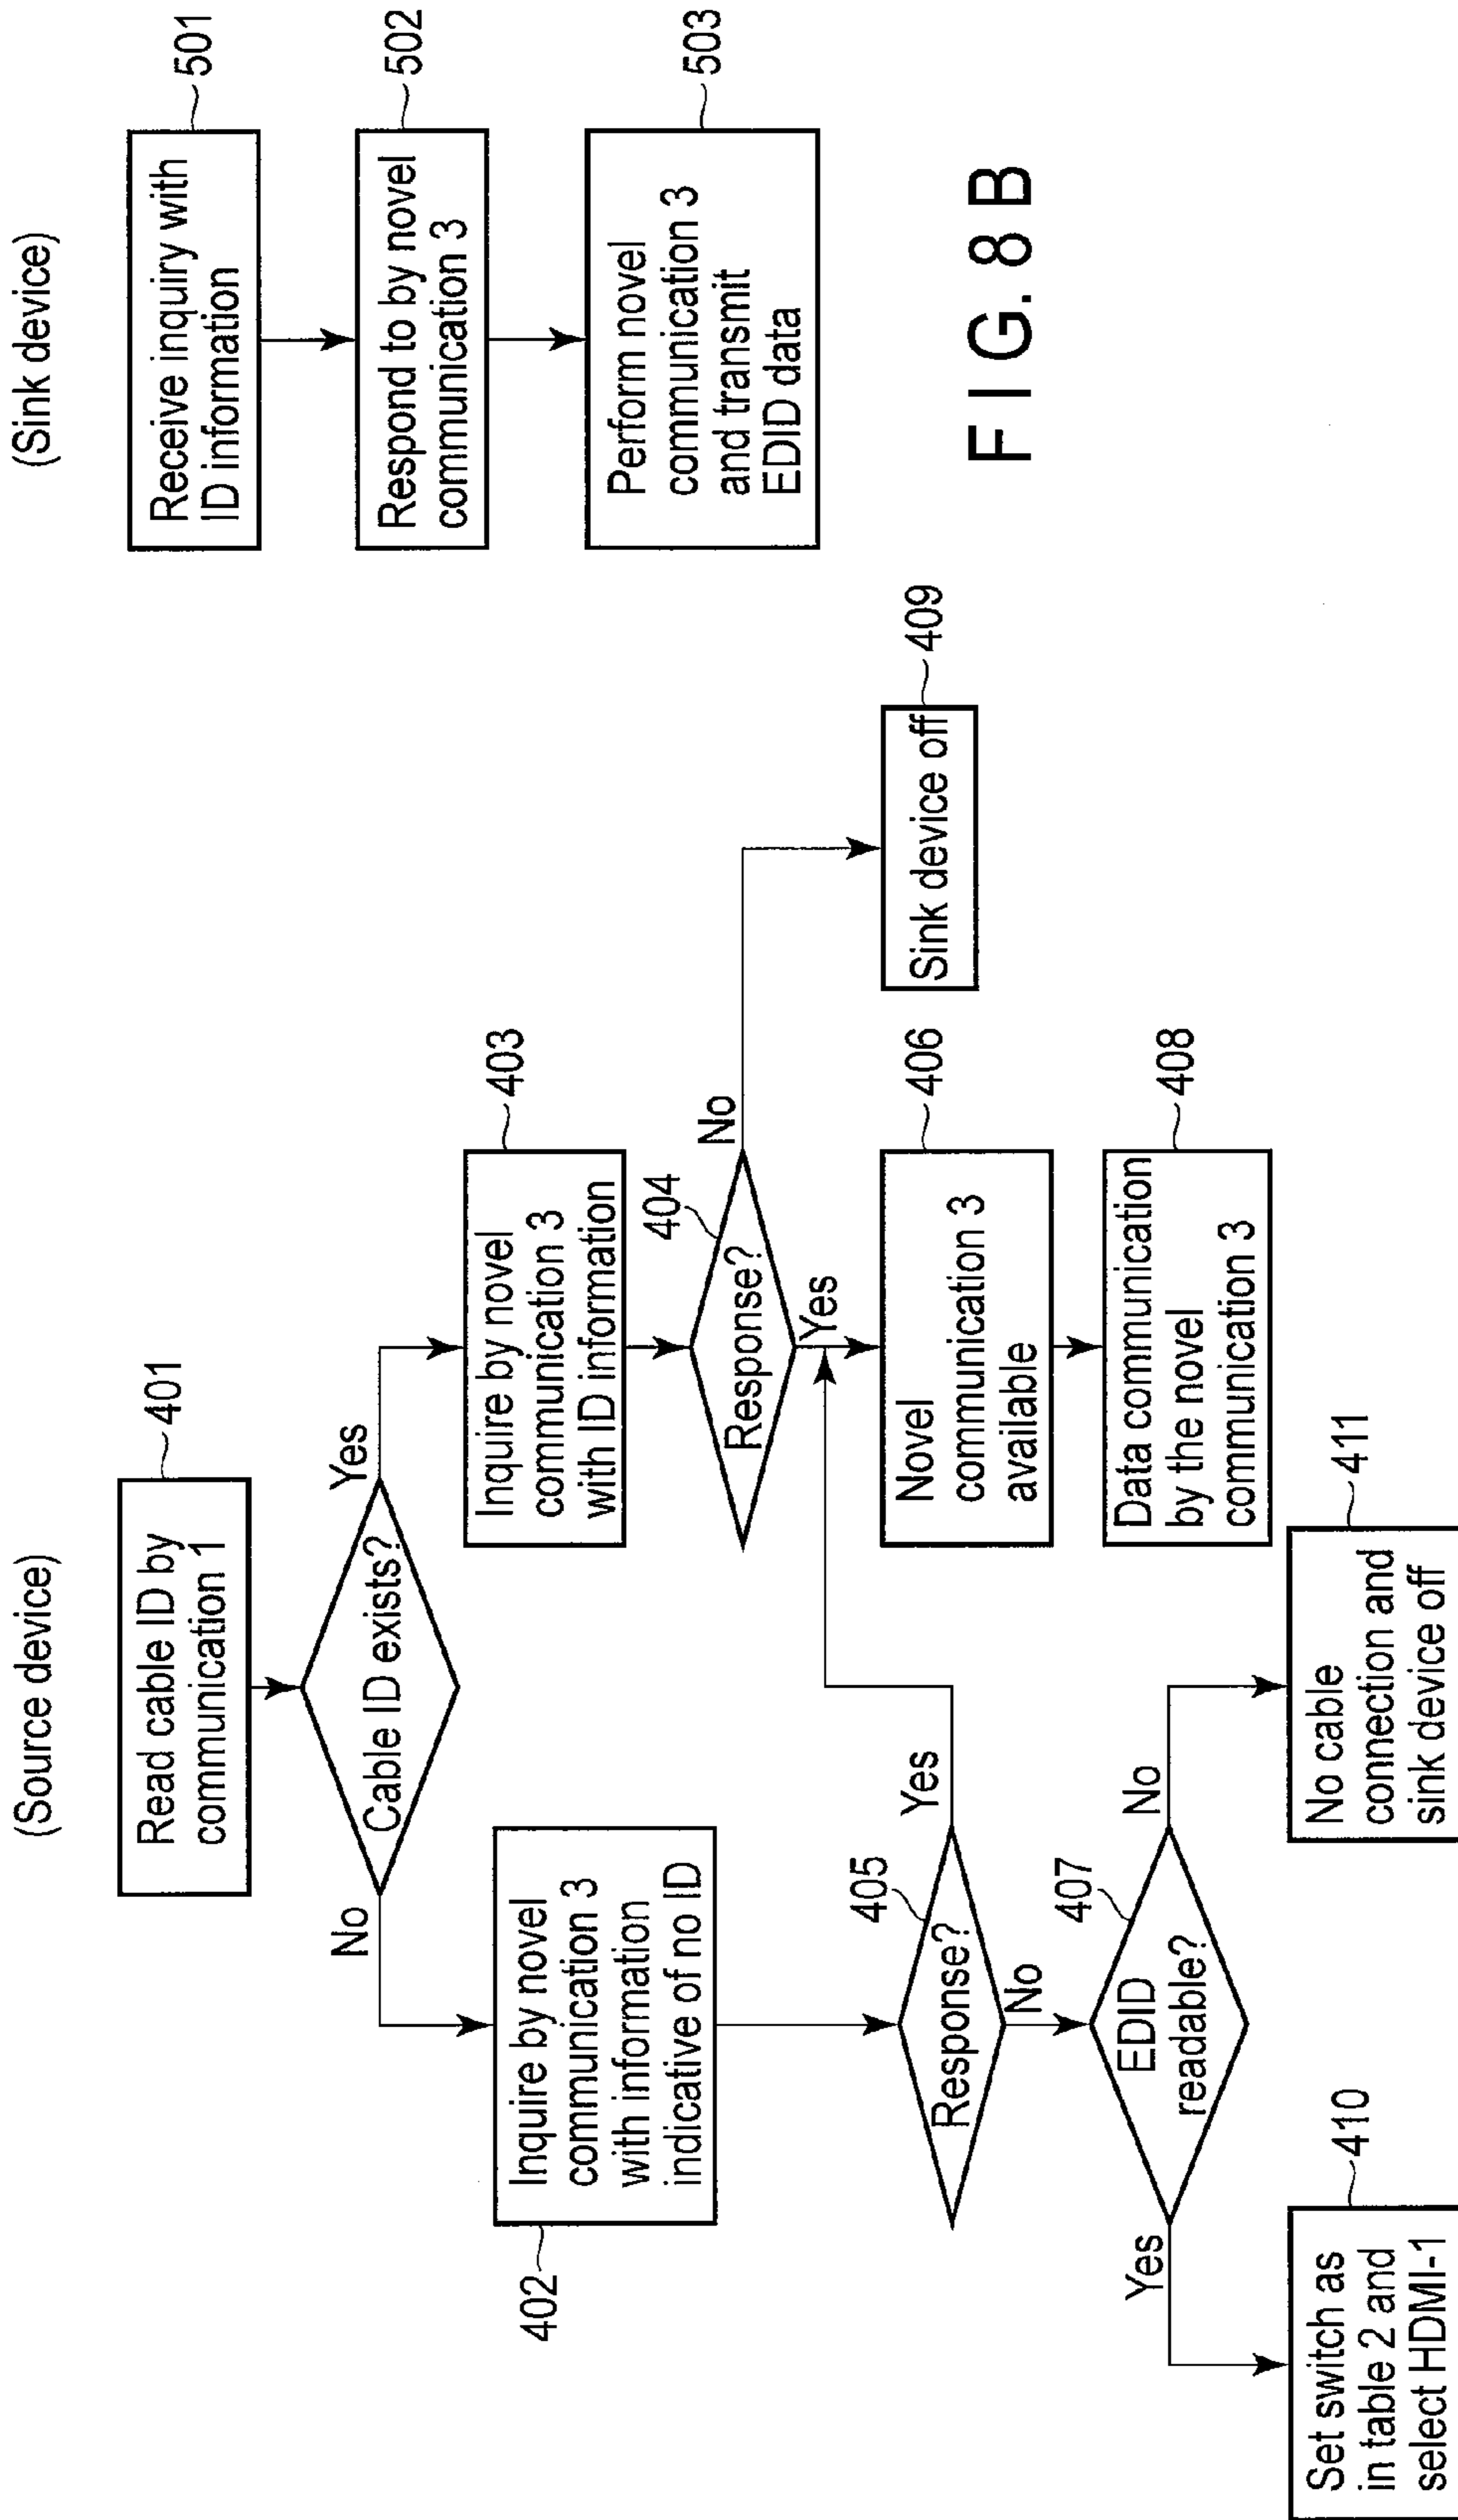 (Source device)
Read cable ID by
communication 1
401
Cable ID exists?
No
Yes
Inquire by novel
communication 3
with information
indicative of no ID
402
Inquire by novel
communication 3
with ID information
403
Response?
404
No
Yes
Response?
405
Yes
No
Novel
communication 3
available
406
Sink device off
409
EDID
readable?
407
Yes
No
Data communication
by the novel
communication 3
408
Set switch as
in table 2 and
select HDMI-1
410
No cable
connection and
sink device off
411
(Sink device)
Receive inquiry with
ID information
501
Respond to by novel
communication 3
502
Perform novel
communication 3
and transmit
EDID data
503
FIG. 8B